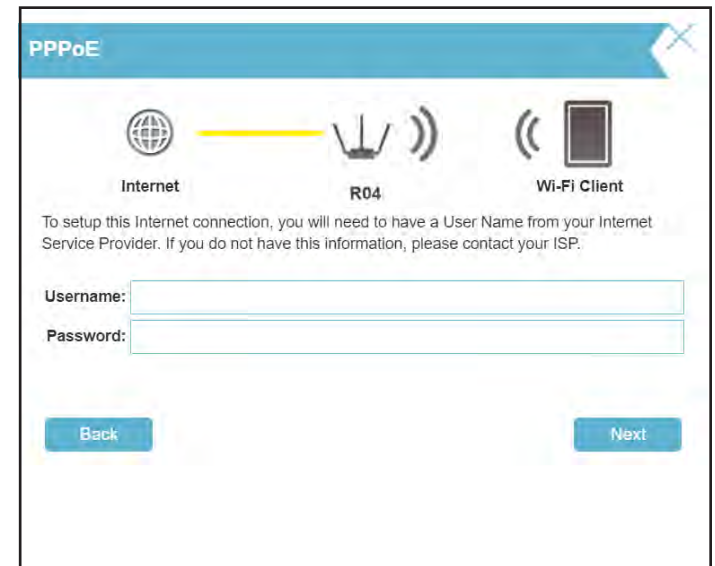 PPPoE
Internet
R04
Wi-Fi Client
To setup this Internet connection, you will need to have a User Name from your Internet
Service Provider. If you do not have this information, please contact your ISP.
Username:
Password:
Back
Next